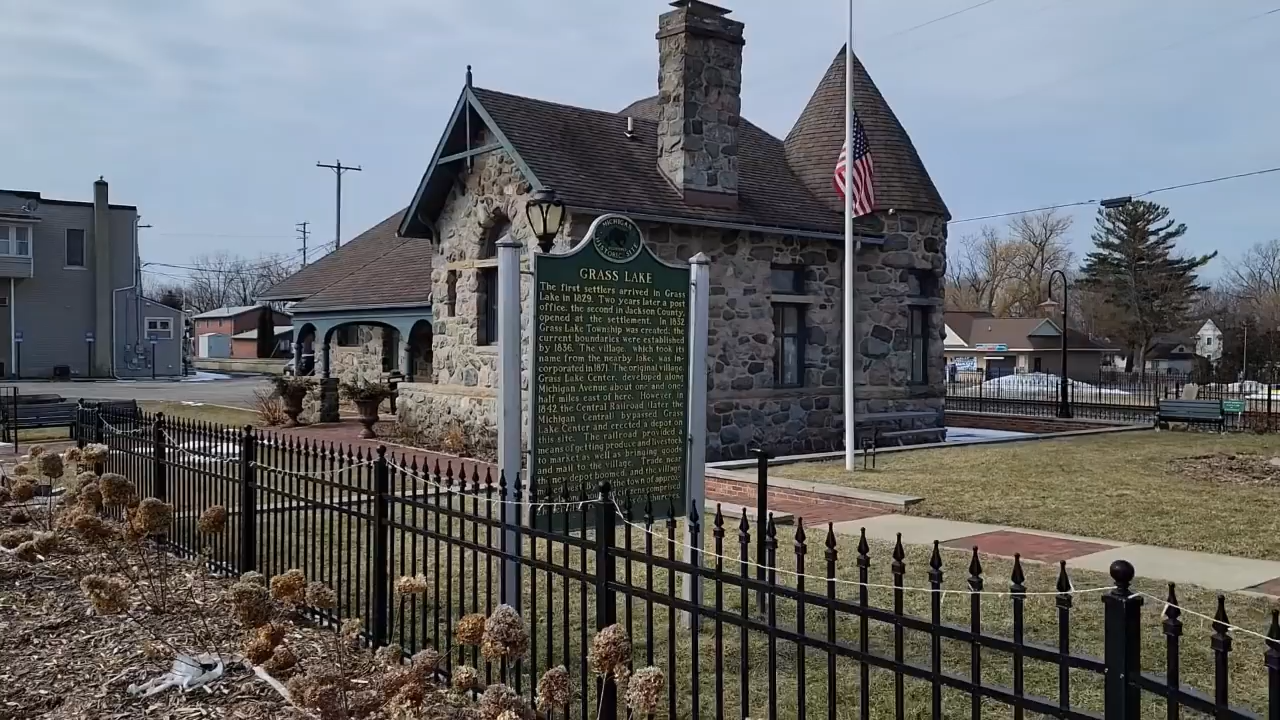 MICHIGAN
HISTORIC SITE
GRASS LAKE
The first settlers arrived in Grass
Lake in 1829. Two years later a post
office, the second in Jackson County,
opened at the settlement. In 1832
Grass Lake Township was created; the
current boundaries were established
by 1836. The village, which took its
name from the nearby lake, was in-
corporated in 1871. The original village,
Grass Lake Center, developed along
Michigan Avenue about one and one-
half miles east of here. However, in
1842 the Central Railroad (later the
Michigan Central) bypassed Grass
Lake Center and erected a depot on
this site. The railroad provided a
means of getting produce and livestock
to market as well as bringing goods
and mail to the village. Trade near
the new depot boomed, and the village
the town of approx
comprised
churches